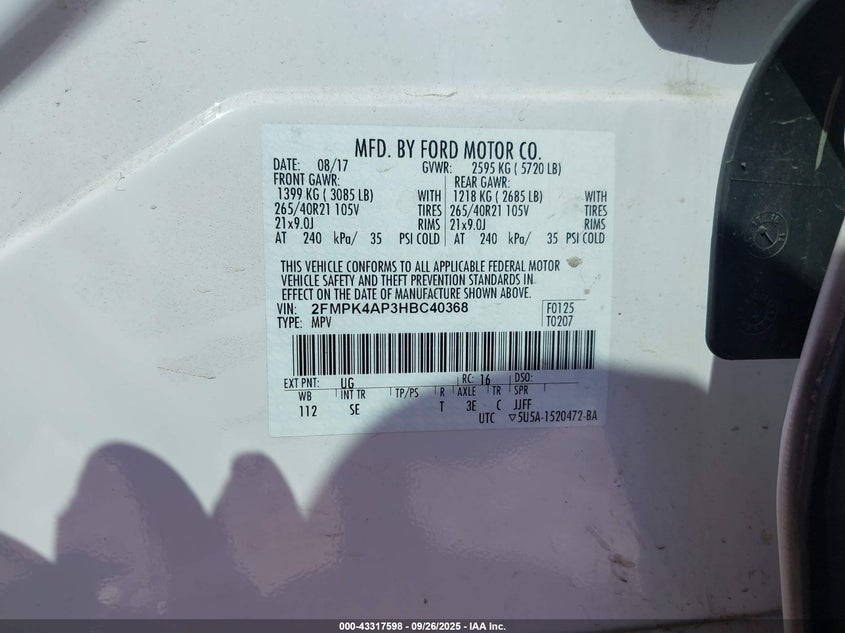 MFD. BY FORD MOTOR CO.
DATE: 08/17 GVWR: 2595 KG ( 5720 LB)
FRONT GAWR: REAR GAWR:
1399 KG ( 3085 LB) WITH 1218 KG ( 2685 LB) WITH
265/40R21 105V TIRES 265/40R21 105V TIRES
21x9.0J RIMS 21x9.0J RIMS
AT 240 kPa/ 35 PSI COLD AT 240 kPa/ 35 PSI COLD
THIS VEHICLE CONFORMS TO ALL APPLICABLE FEDERAL MOTOR
VEHICLE SAFETY AND THEFT PREVENTION STANDARDS IN
EFFECT ON THE DATE OF MANUFACTURE SHOWN ABOVE.
VIN: 2FMPK4AP3HBC40368 F0125
TYPE: MPV T0207
EXT PNT: UG RC: 16 DSO:
WB INT TR TP/PS R AXLE TR SPR
112 SE T 3E C JJFF
UTC ▽5U5A-1520472-BA
000-43317598 - 09/26/2025 - IAA Inc.